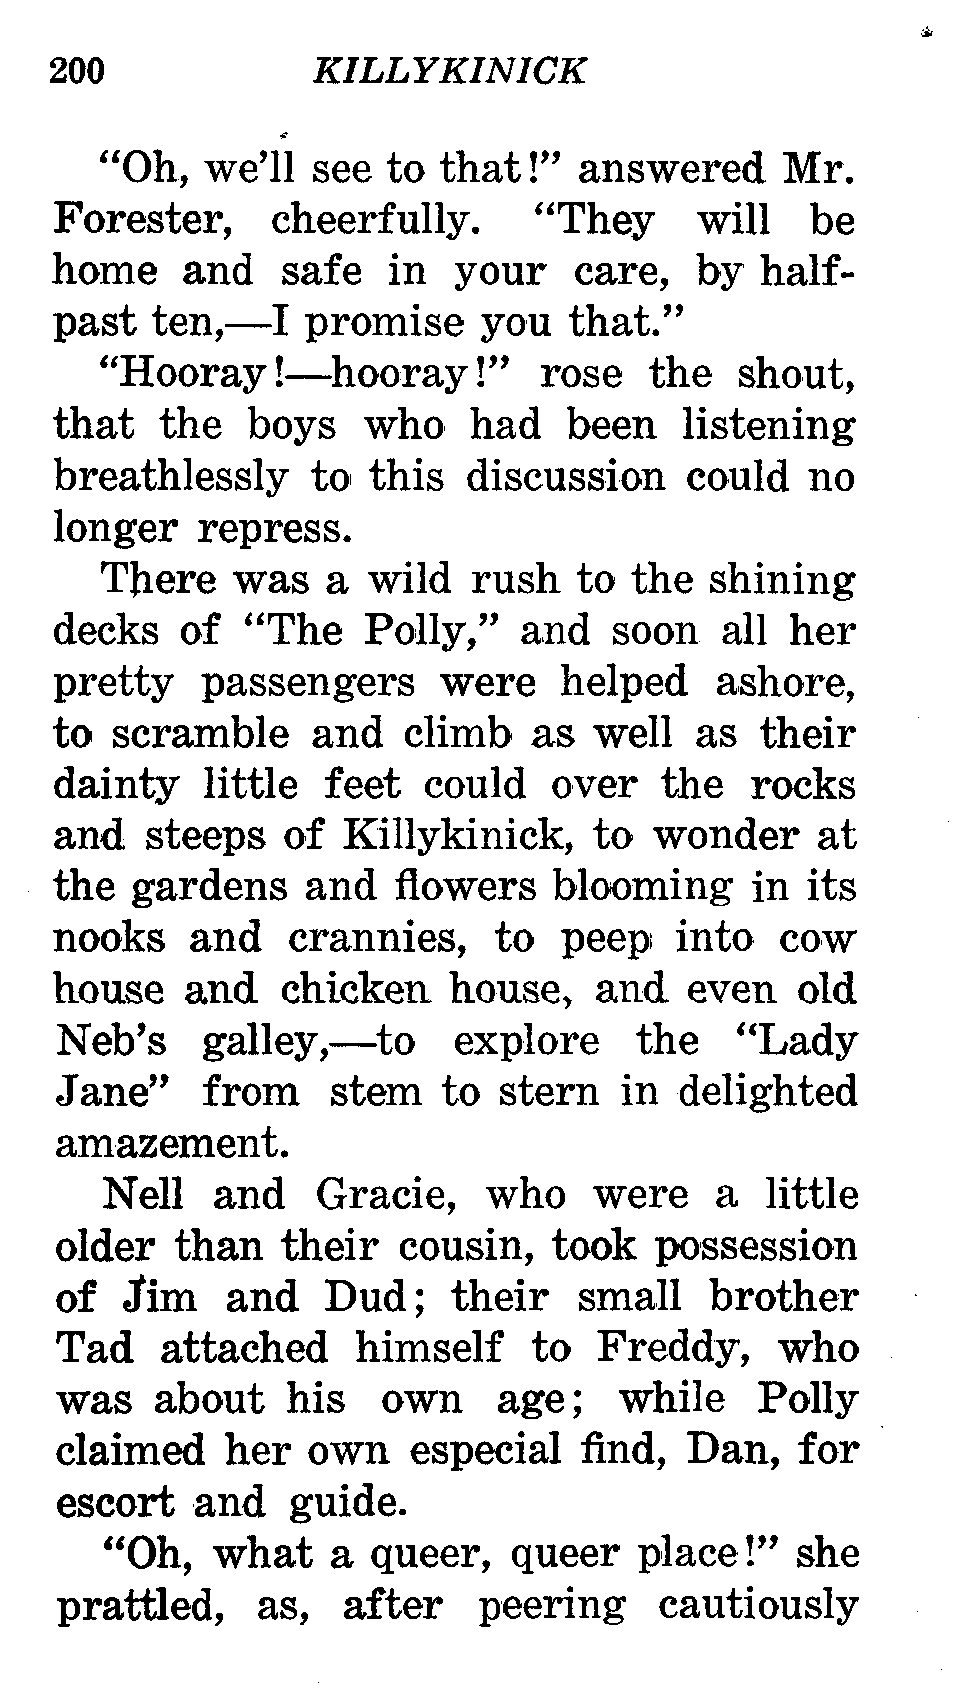 200 KILLYKINICK
“Oh, we’ll see to that!” answered Mr.
Forester, cheerfully. “They will be
home and safe in your care, by half-
past ten,—I promise you that.”
“Hooray!—hooray!” rose the shout,
that the boys who had been listening
breathlessly to this discussion could no
longer repress.
There was a wild rush to the shining
decks of “The Polly,” and soon all her
pretty passengers were helped ashore,
to scramble and climb as well as their
dainty little feet could over the rocks
and steeps of Killykinick, to wonder at
the gardens and flowers blooming in its
nooks and crannies, to peep into cow
house and chicken house, and even old
Neb’s galley,—to explore the “Lady
Jane” from stem to stern in delighted
amazement.
Nell and Gracie, who were a little
older than their cousin, took possession
of Jim and Dud; their small brother
Tad attached himself to Freddy, who
was about his own age; while Polly
claimed her own especial find, Dan, for
escort and guide.
“Oh, what a queer, queer place!” she
prattled, as, after peering cautiously